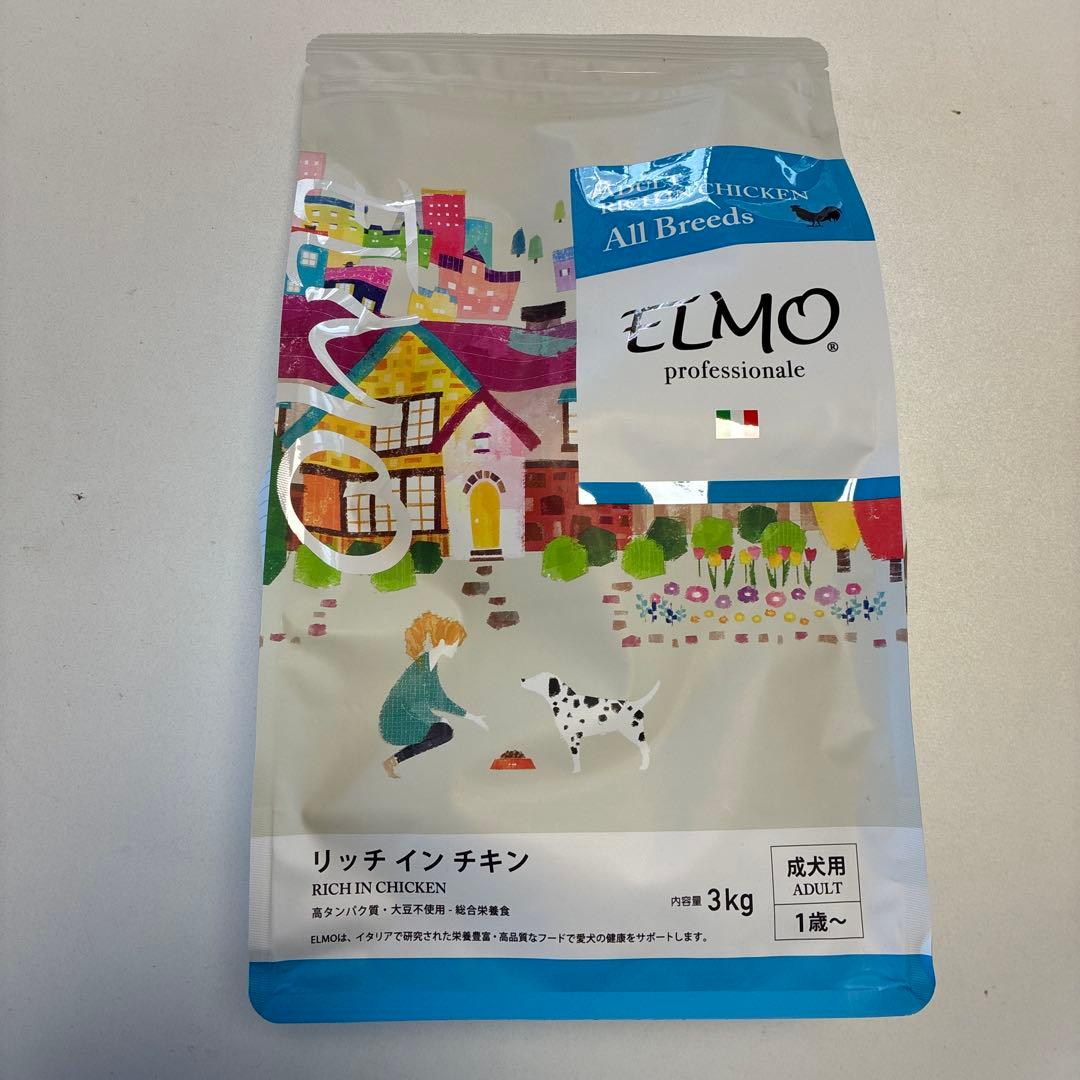 ELMO
ADULT RICH IN CHICKEN
All Breeds
ELMO®
professionale
リッチ イン チキン
RICH IN CHICKEN
高タンパク質・大豆不使用 - 総合栄養食
ELMOは、イタリアで研究された栄養豊富・高品質なフードで愛犬の健康をサポートします。
内容量 3kg
成犬用
ADULT
1歳～